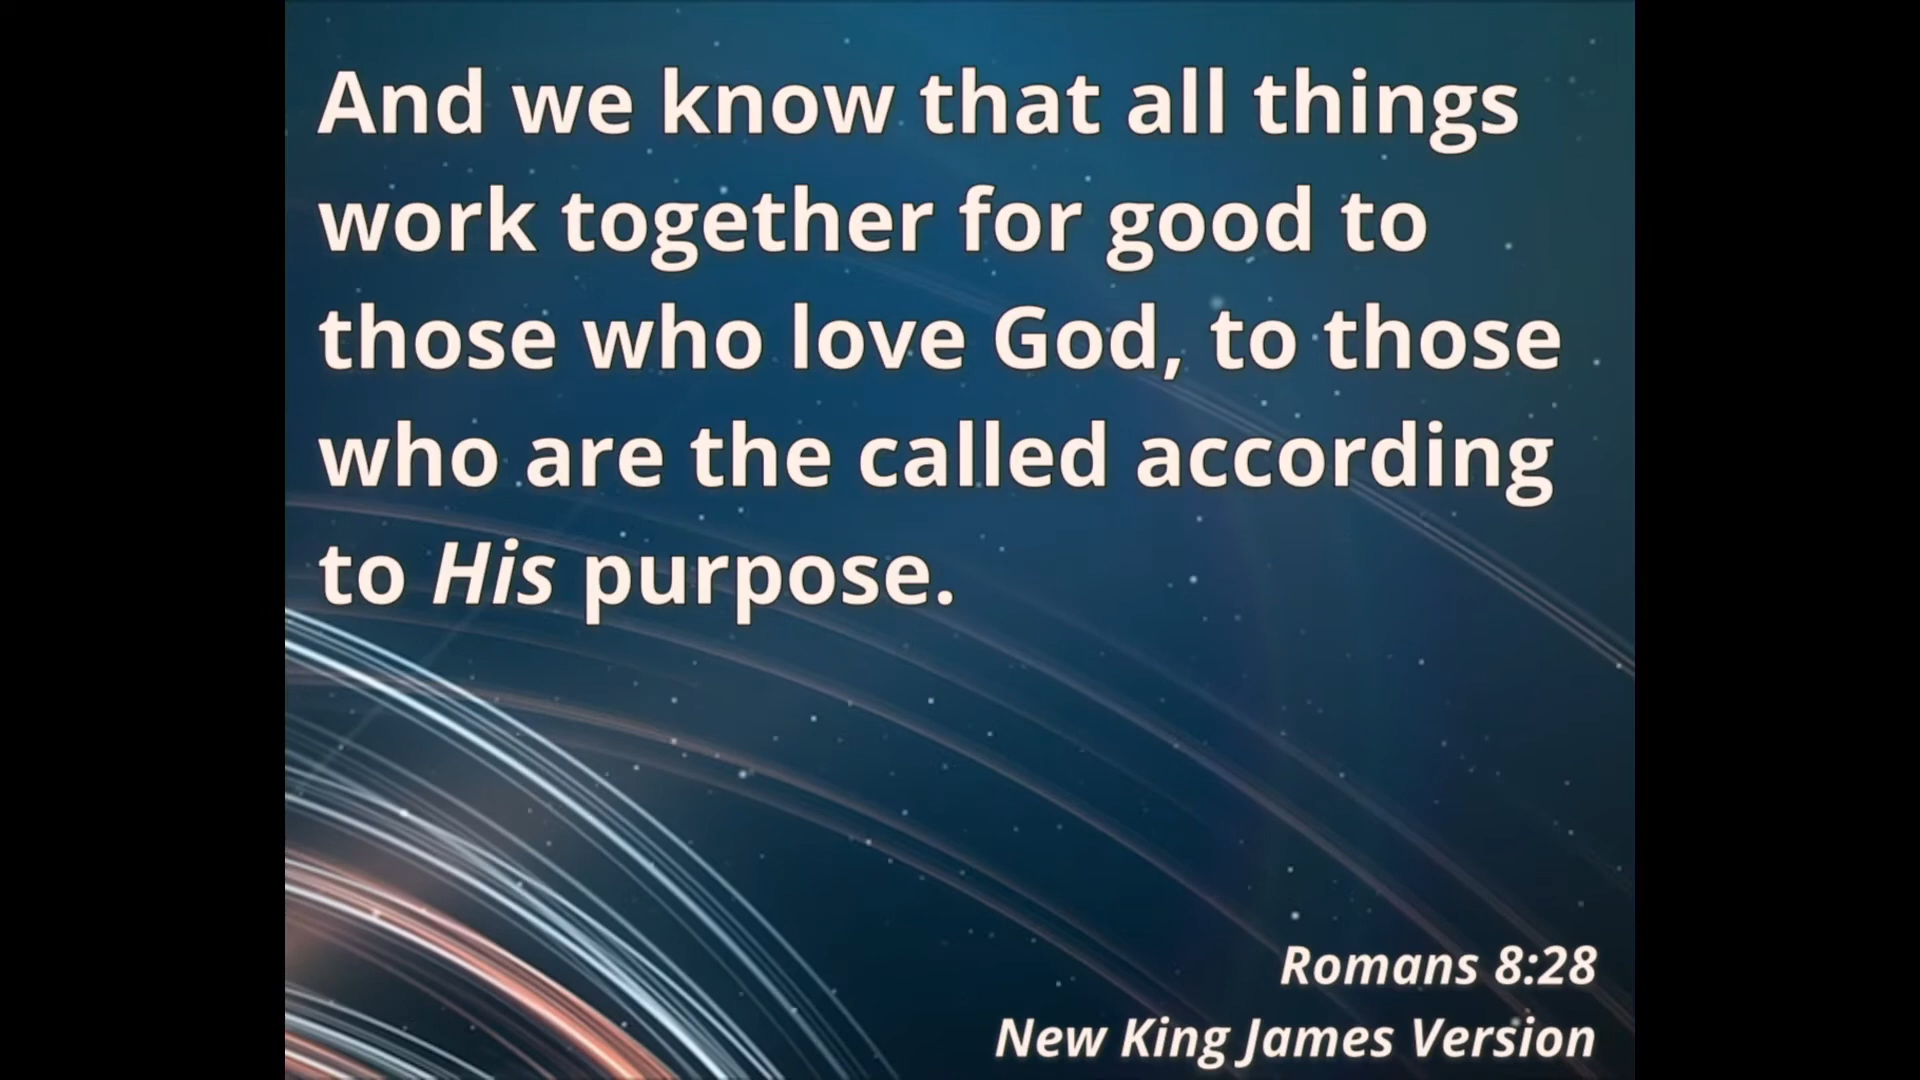 And we know that all things
work together for good to
those who love God, to those
who are the called according
to His purpose.
Romans 8:28
New King James Version